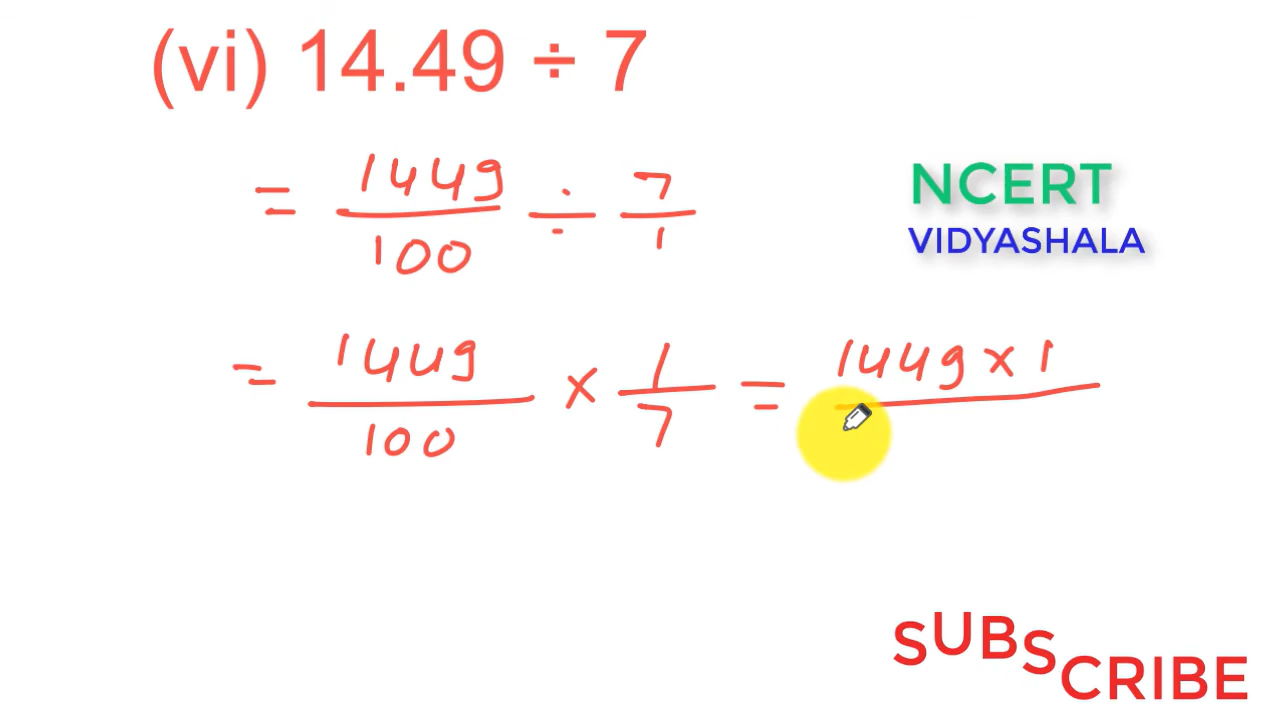 (vi) 14.49 ÷ 7
= 1449/100 ÷ 7/1
NCERT
VIDYASHALA
= 1449/100 × 1/7 = 1449 × 1
SUBSCRIBE